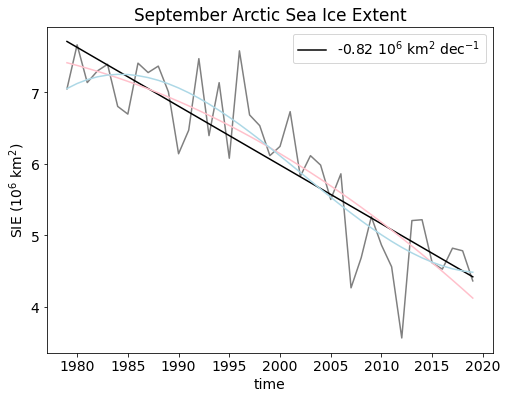 September Arctic Sea Ice Extent
-0.82 10⁶ km² dec⁻¹
SIE (10⁶ km²)
7
6
5
4
1980 1985 1990 1995 2000 2005 2010 2015 2020
time